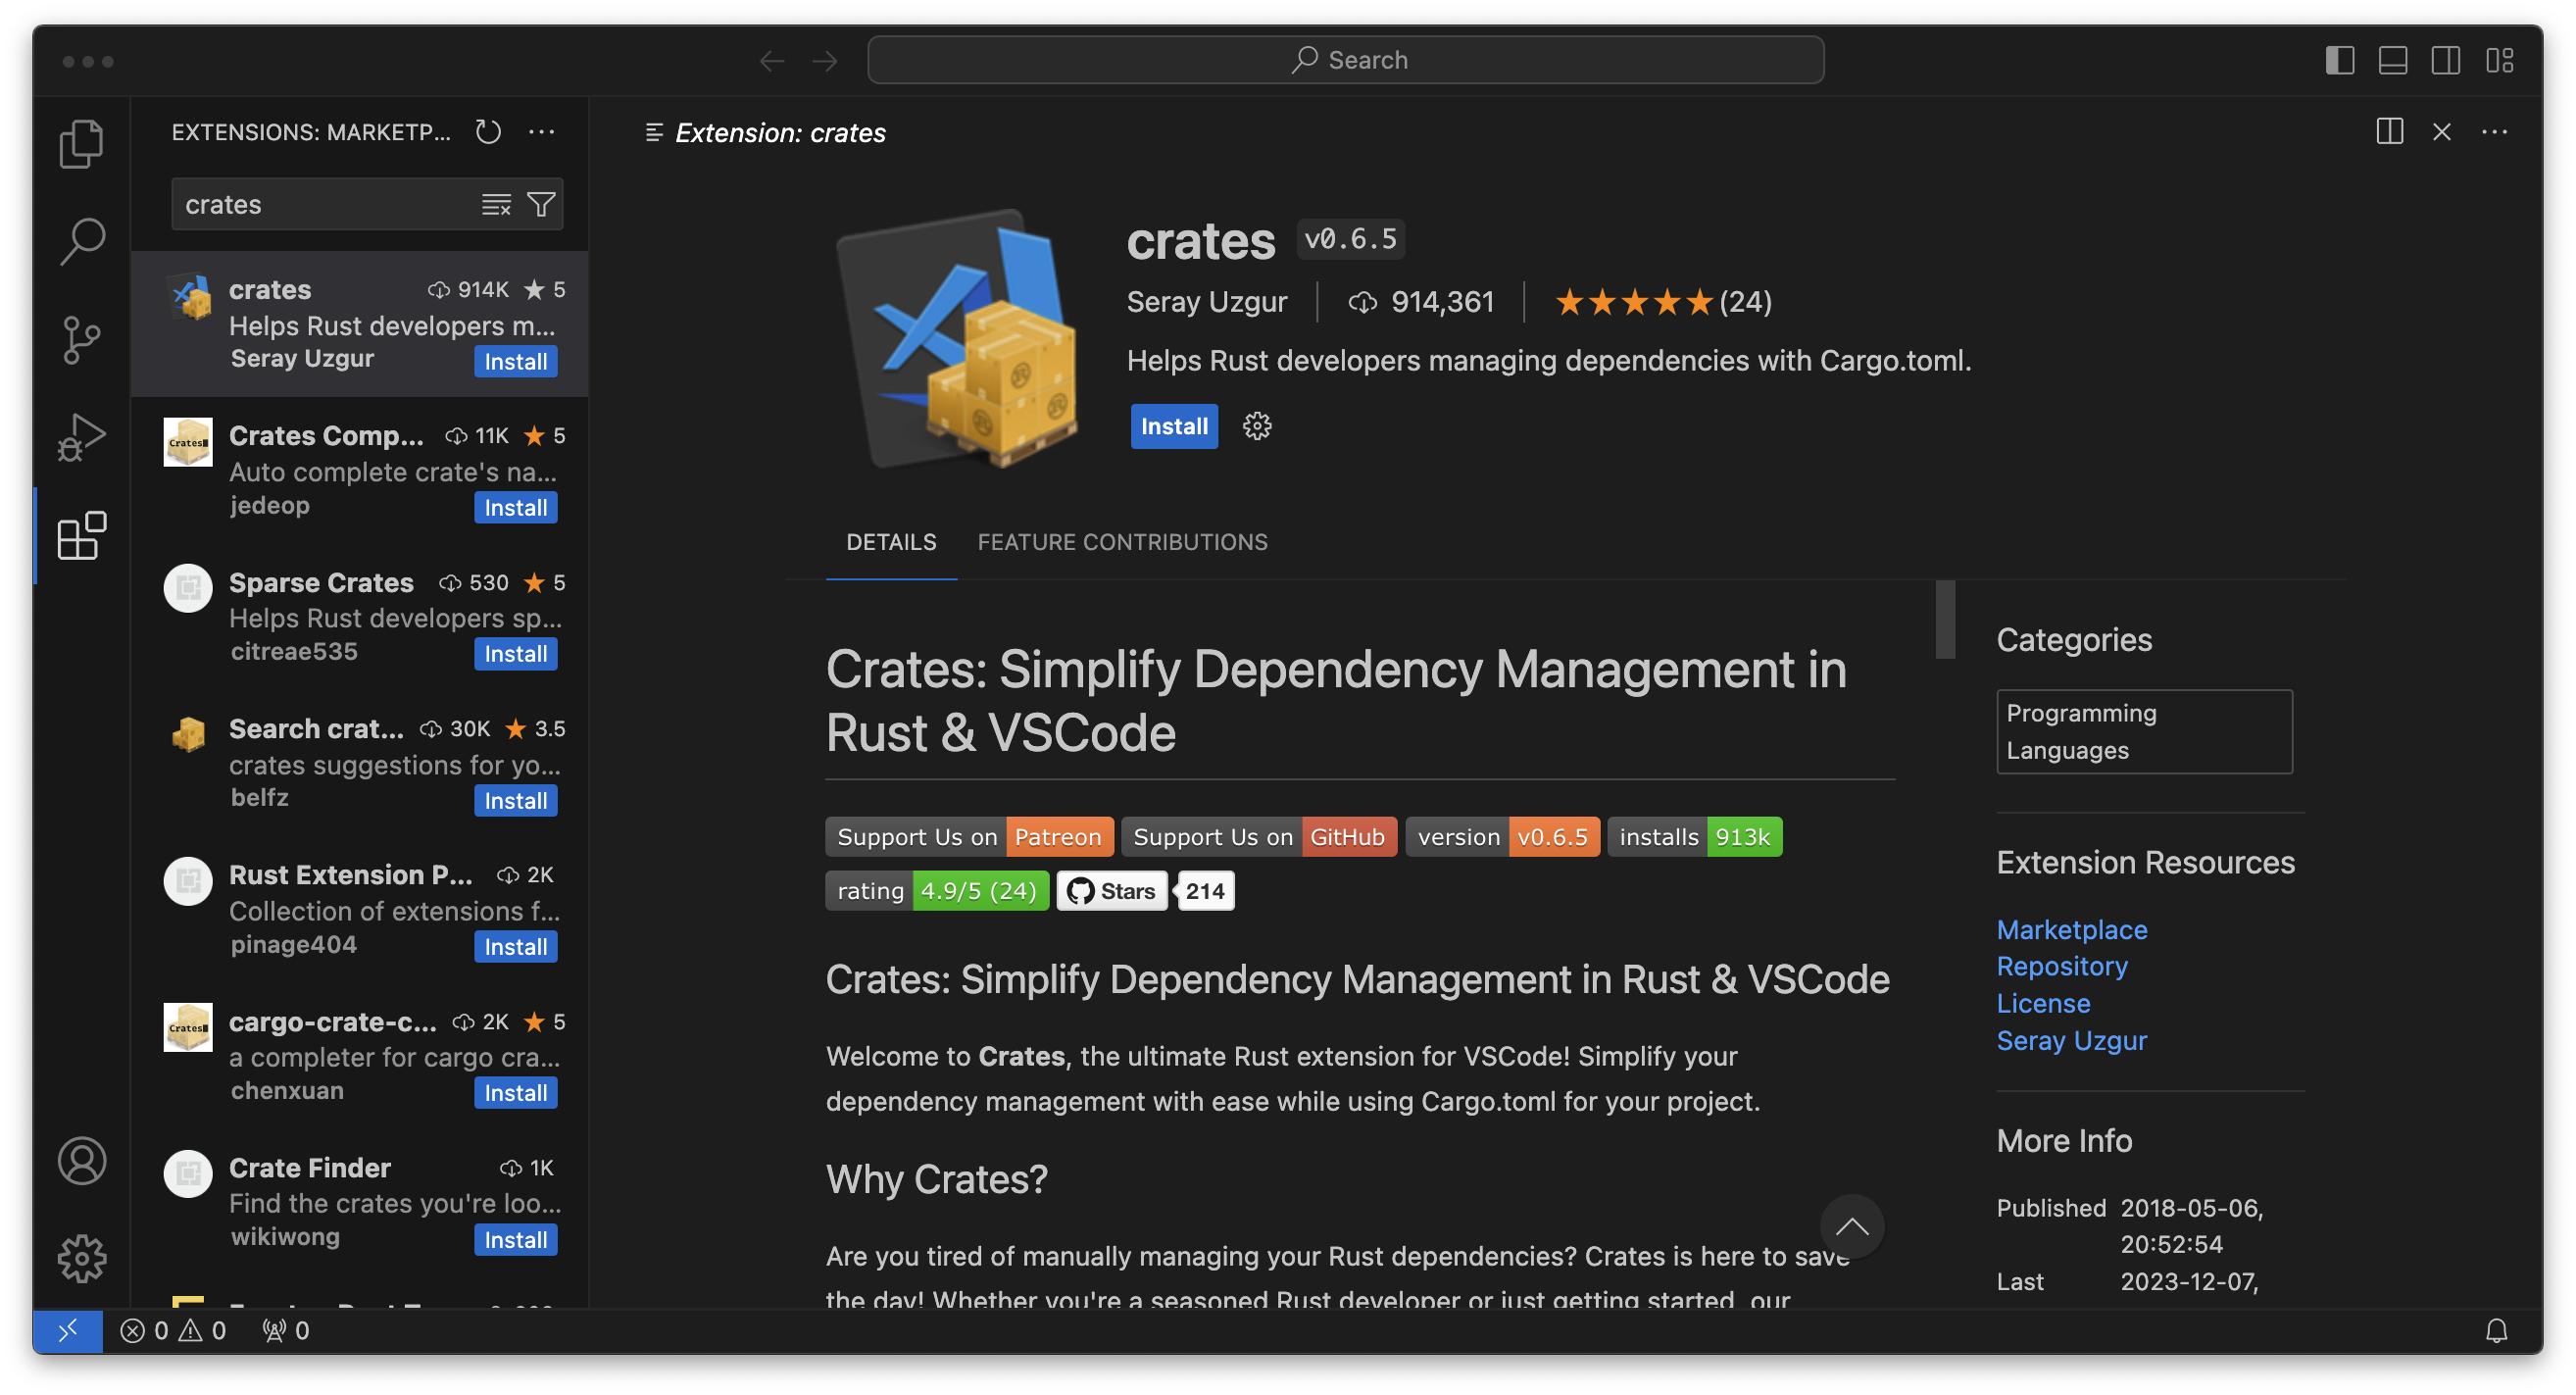 Search
EXTENSIONS: MARKETP...
Extension: crates
crates
crates 914K 5
Helps Rust developers m...
Seray Uzgur Install
Crates Comp... 11K 5
Auto complete crate's na...
jedeop Install
Sparse Crates 530 5
Helps Rust developers sp...
citreae535 Install
Search crat... 30K 3.5
crates suggestions for yo...
belfz Install
Rust Extension P... 2K
Collection of extensions f...
pinage404 Install
cargo-crate-c... 2K 5
a completer for cargo cra...
chenxuan Install
Crate Finder 1K
Find the crates you're loo...
wikiwong Install
crates v0.6.5
Seray Uzgur 914,361 (24)
Helps Rust developers managing dependencies with Cargo.toml.
Install
DETAILS FEATURE CONTRIBUTIONS
Crates: Simplify Dependency Management in
Rust & VSCode
Support Us on Patreon Support Us on GitHub version v0.6.5 installs 913k
rating 4.9/5 (24) Stars 214
Crates: Simplify Dependency Management in Rust & VSCode
Welcome to Crates, the ultimate Rust extension for VSCode! Simplify your
dependency management with ease while using Cargo.toml for your project.
Why Crates?
Are you tired of manually managing your Rust dependencies? Crates is here to save
the day! Whether you're a seasoned Rust developer or just getting started, our
Categories
Programming
Languages
Extension Resources
Marketplace
Repository
License
Seray Uzgur
More Info
Published 2018-05-06,
20:52:54
Last 2023-12-07,
0 0 0